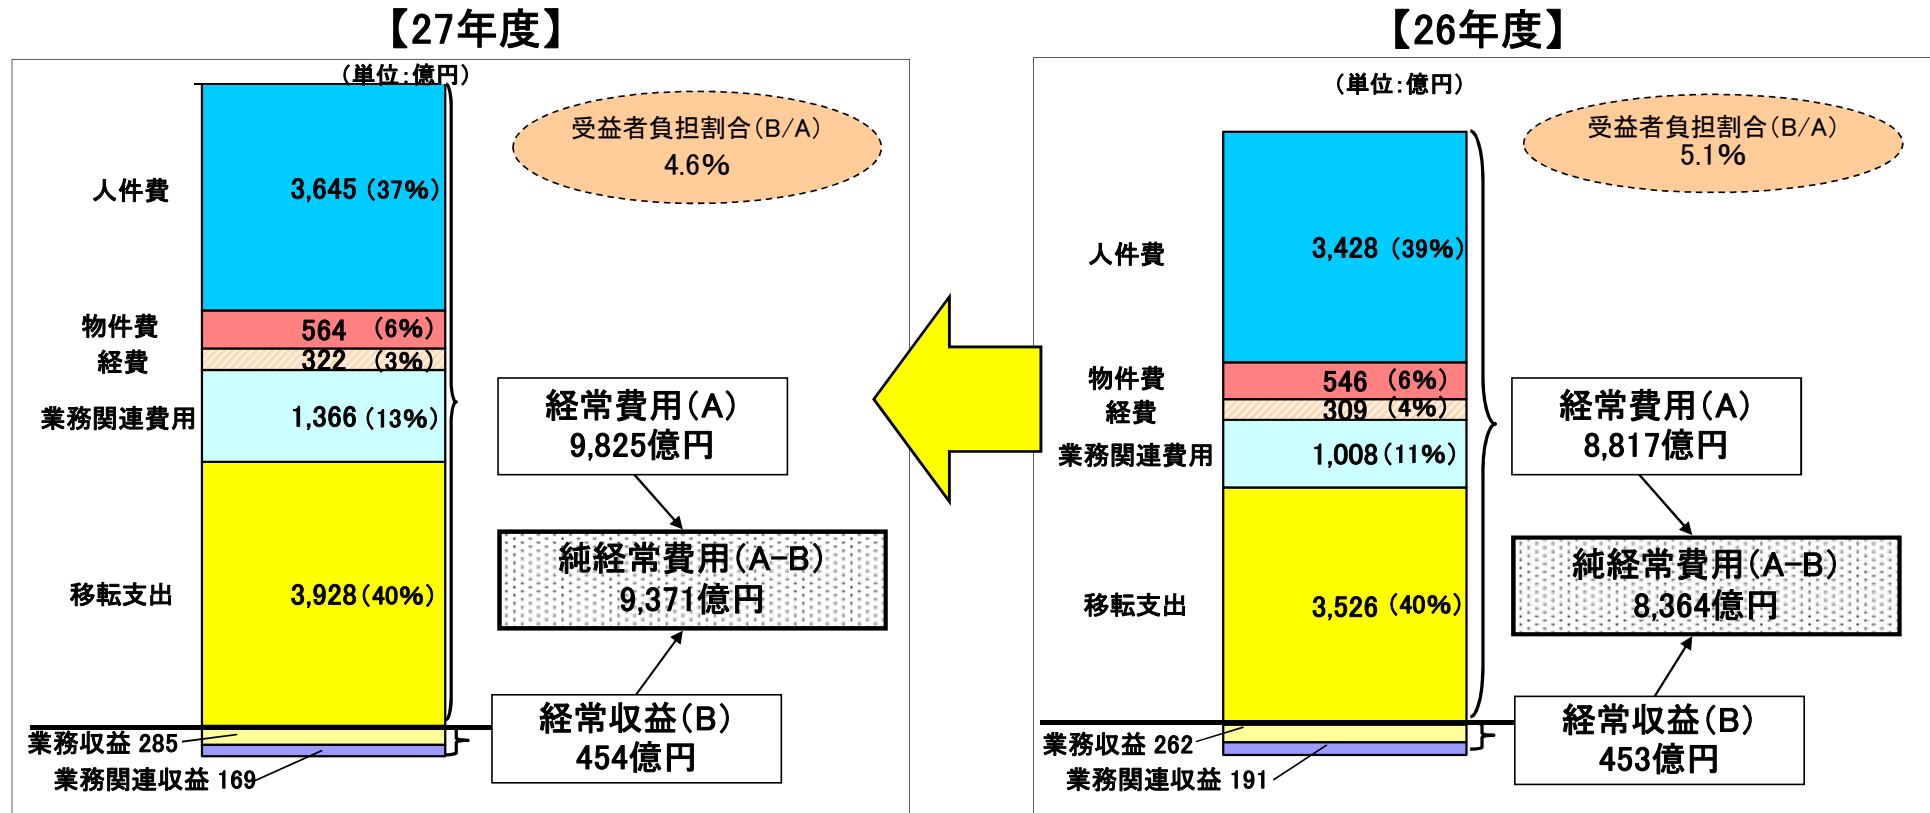 【27年度】
(単位:億円)
受益者負担割合(B/A)
4.6%
人件費
3,645 (37%)
物件費
564 (6%)
経費
322 (3%)
業務関連費用
1,366 (13%)
経常費用(A)
9,825億円
純経常費用(A-B)
9,371億円
移転支出
3,928 (40%)
経常収益(B)
454億円
業務収益 285
業務関連収益 169
【26年度】
(単位:億円)
受益者負担割合(B/A)
5.1%
人件費
3,428 (39%)
物件費
546 (6%)
経費
309 (4%)
業務関連費用
1,008 (11%)
経常費用(A)
8,817億円
純経常費用(A-B)
8,364億円
移転支出
3,526 (40%)
経常収益(B)
453億円
業務収益 262
業務関連収益 191